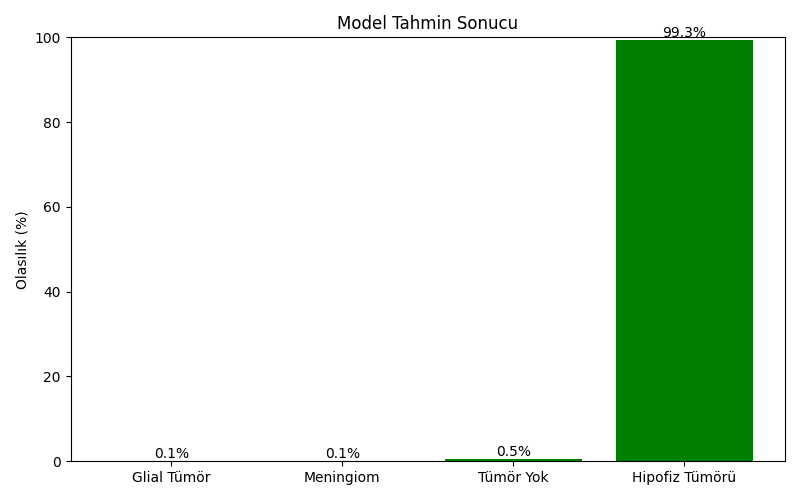 Model Tahmin Sonucu
Olasılık (%)
100
80
60
40
20
0
0.1%
0.1%
0.5%
99.3%
Glial Tümör
Meningiom
Tümör Yok
Hipofiz Tümörü